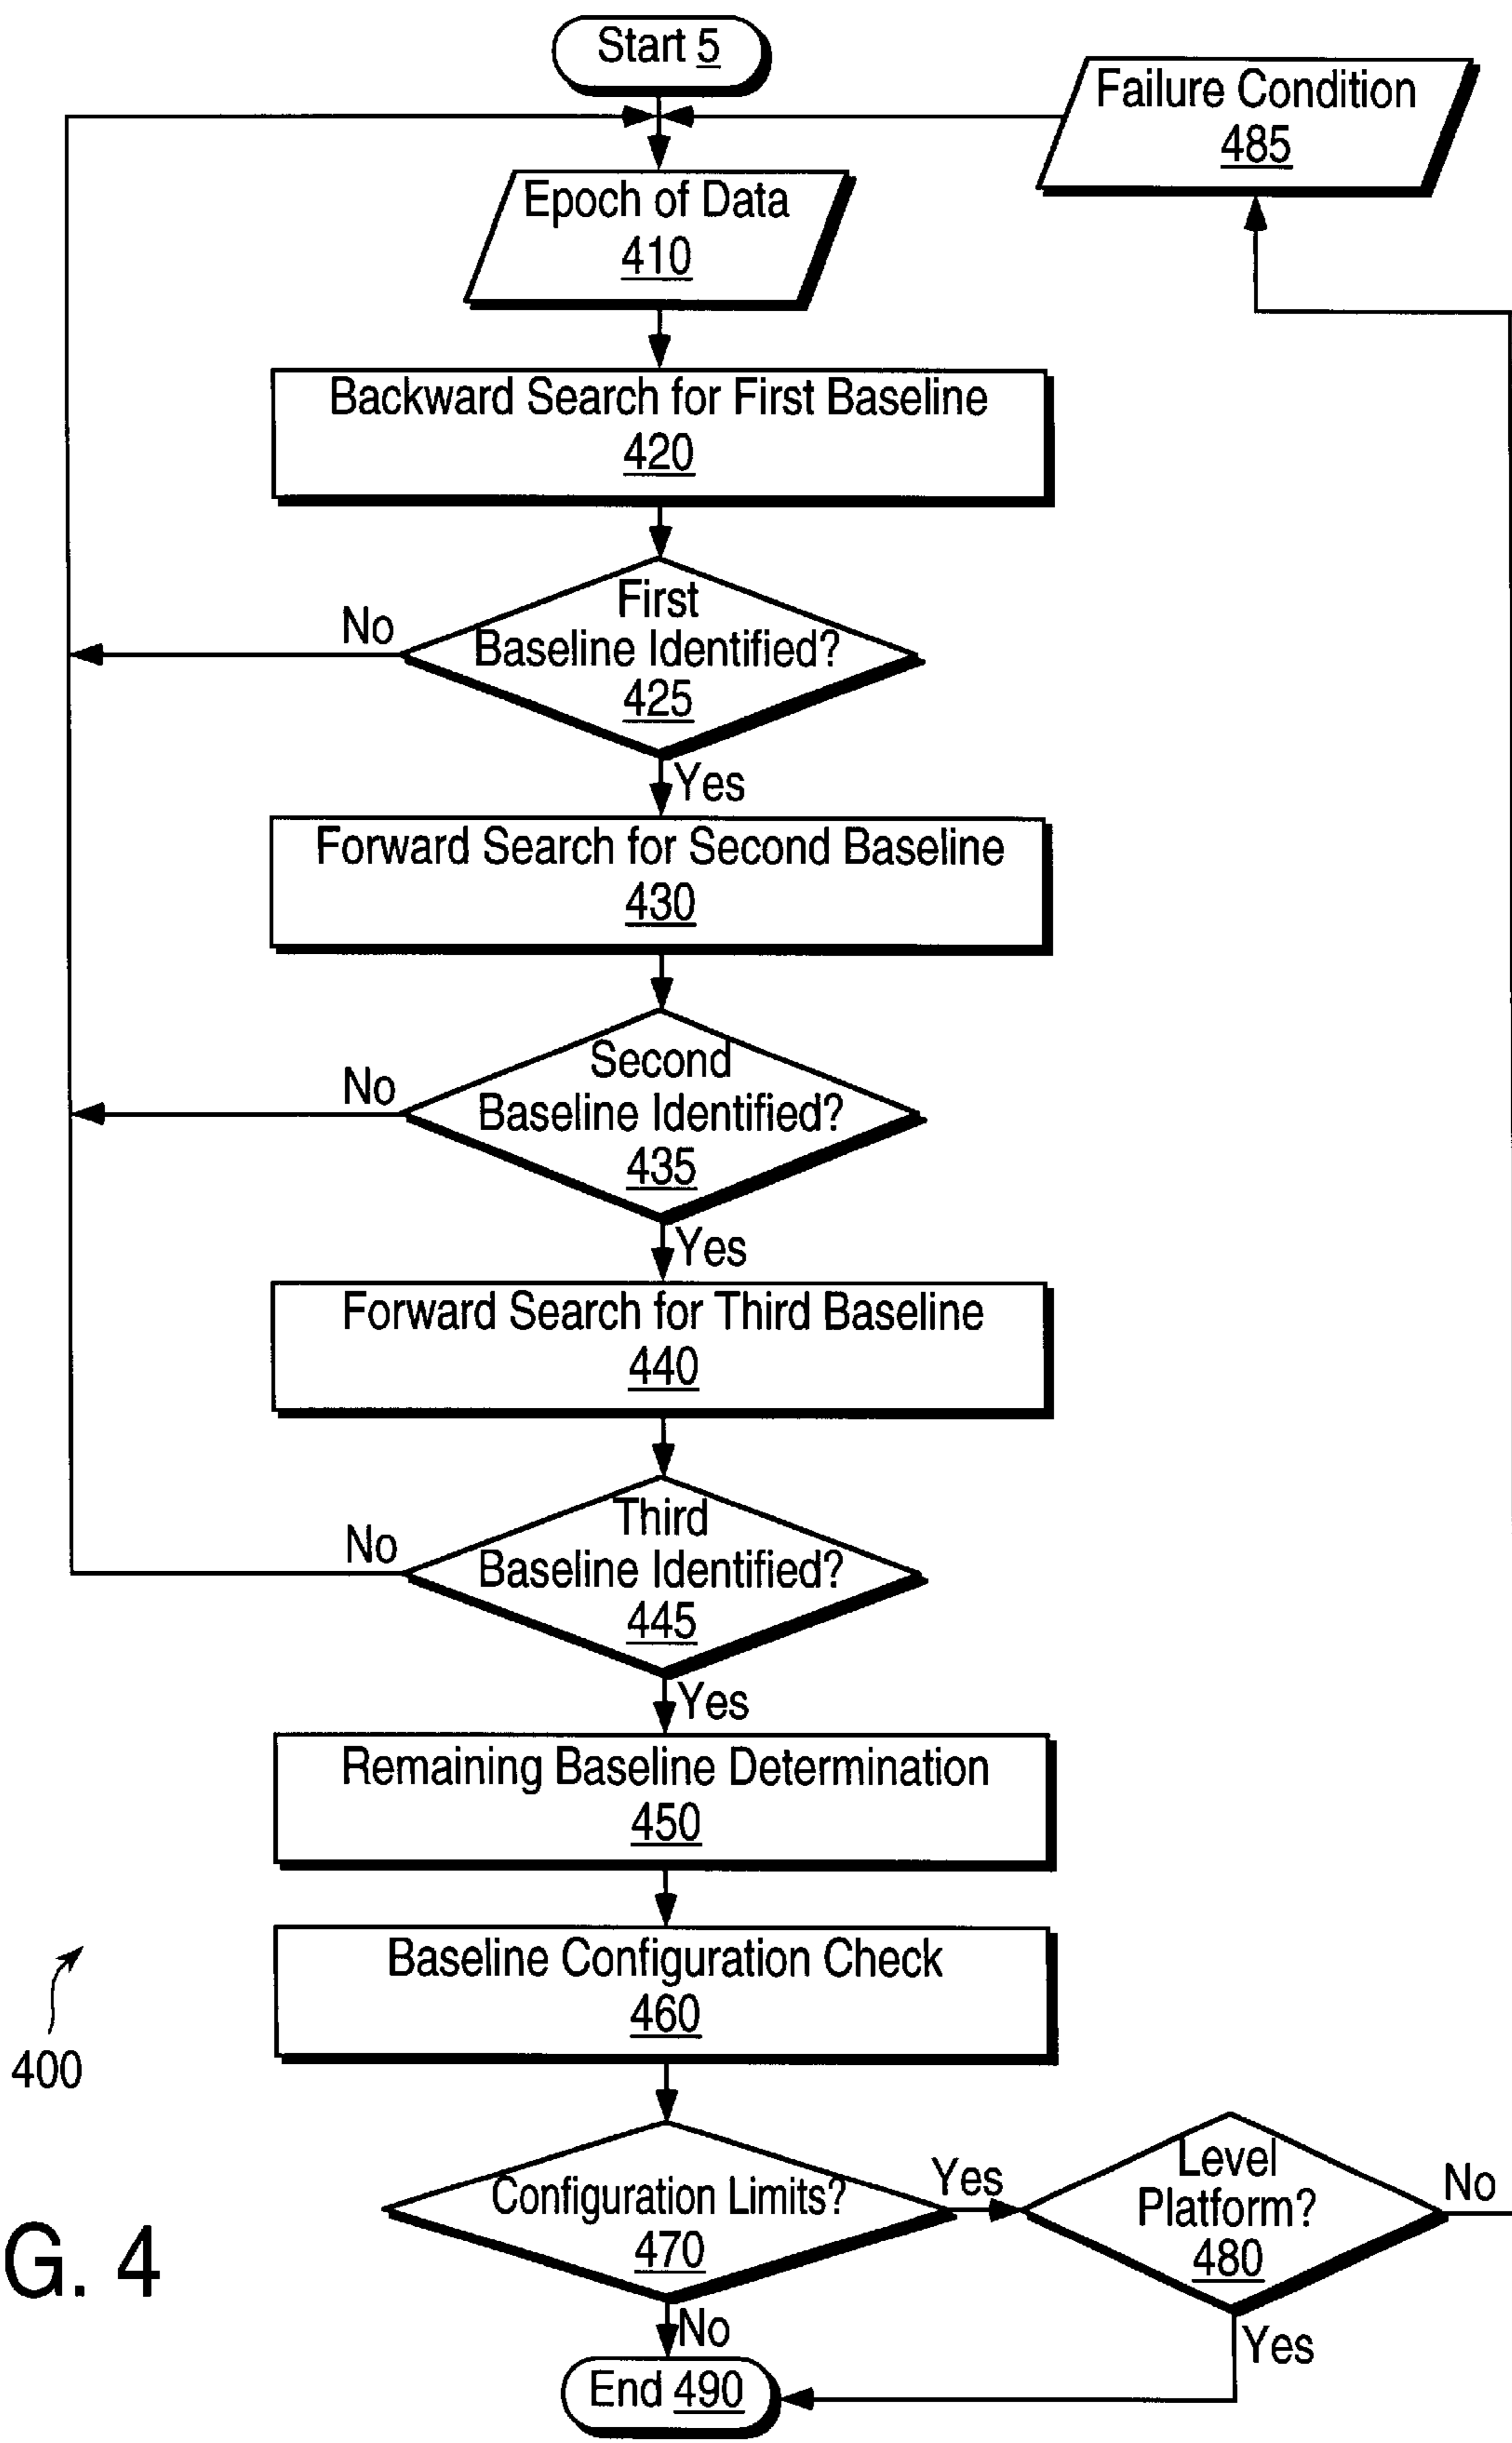 Start 5
Failure Condition
485
Epoch of Data
410
Backward Search for First Baseline
420
First
Baseline Identified?
425
No
Yes
Forward Search for Second Baseline
430
Second
Baseline Identified?
435
No
Yes
Forward Search for Third Baseline
440
Third
Baseline Identified?
445
No
Yes
Remaining Baseline Determination
450
Baseline Configuration Check
460
400
Configuration Limits?
470
Yes
Level
Platform?
480
No
G. 4
No
Yes
End 490